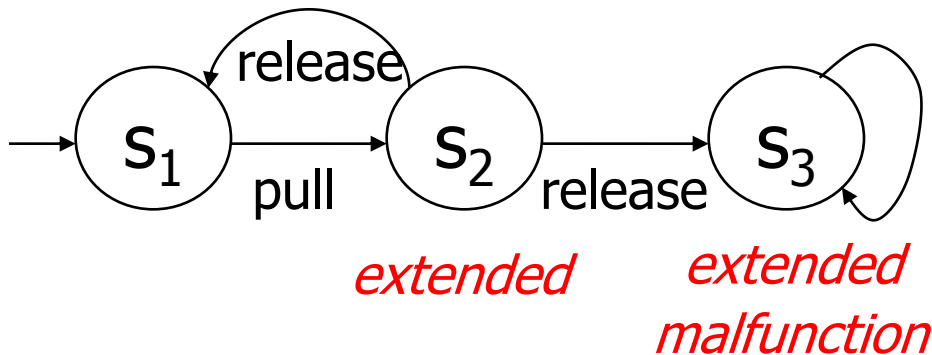 release
s₁
s₂
s₃
pull
release
extended
extended
malfunction